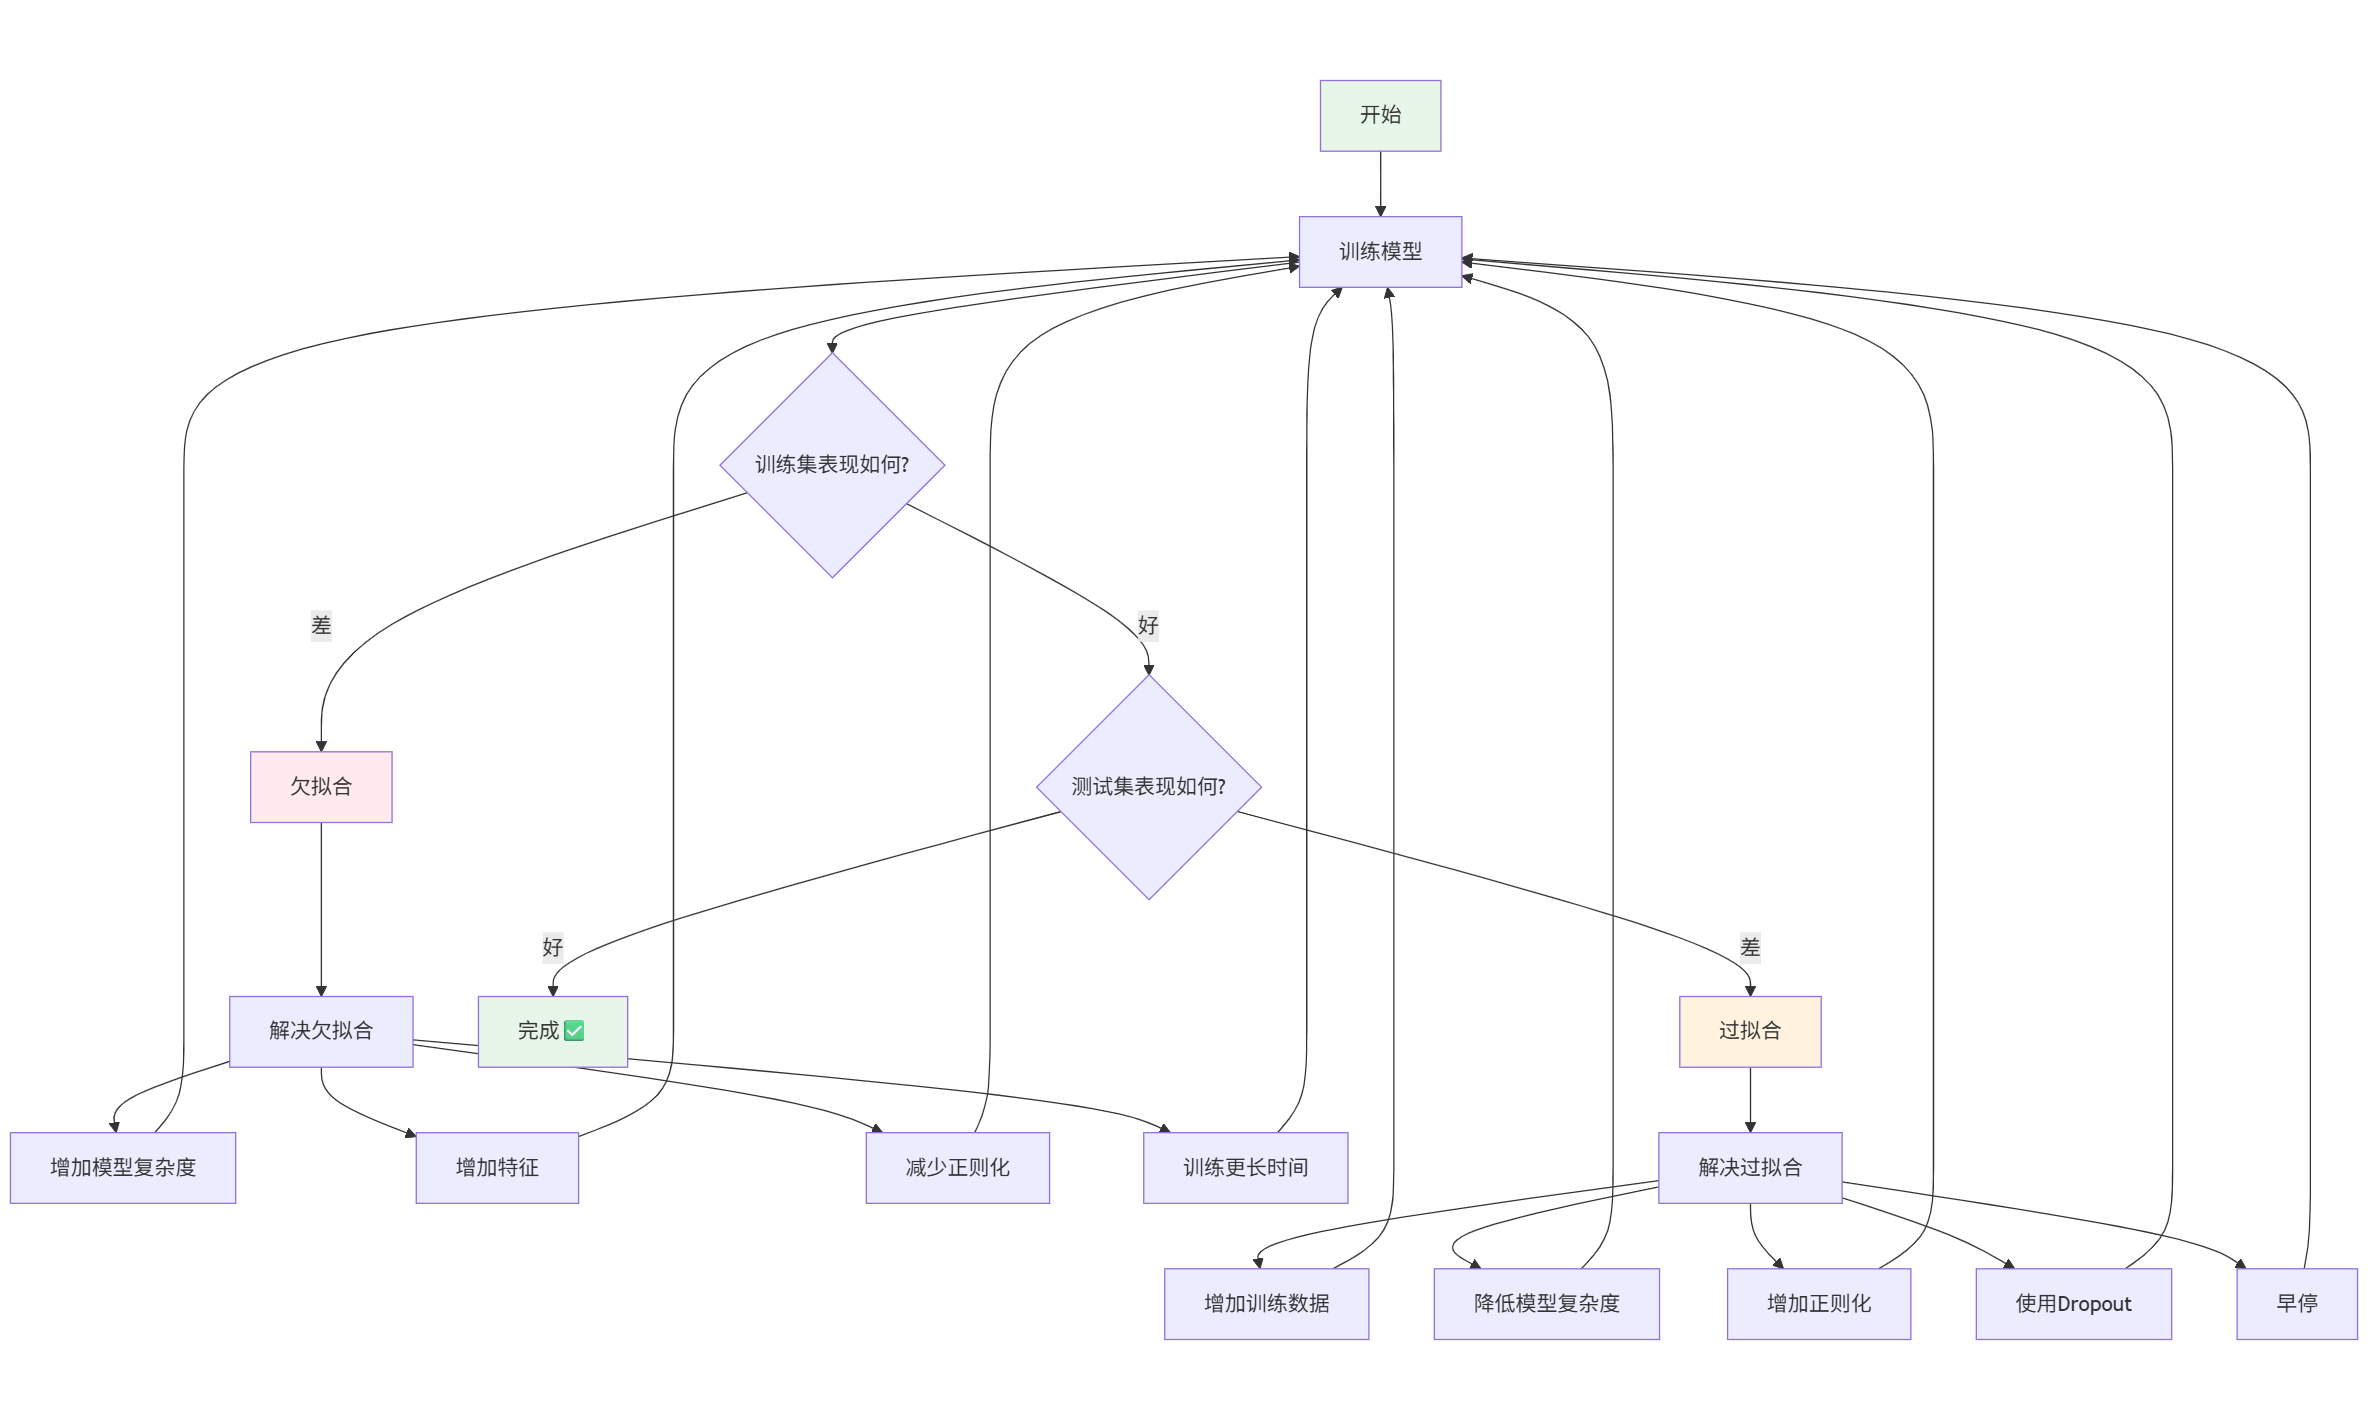 开始
训练模型
训练集表现如何?
差
好
欠拟合
测试集表现如何?
好
差
解决欠拟合
完成 ✅
过拟合
增加模型复杂度
增加特征
减少正则化
训练更长时间
解决过拟合
增加训练数据
降低模型复杂度
增加正则化
使用Dropout
早停